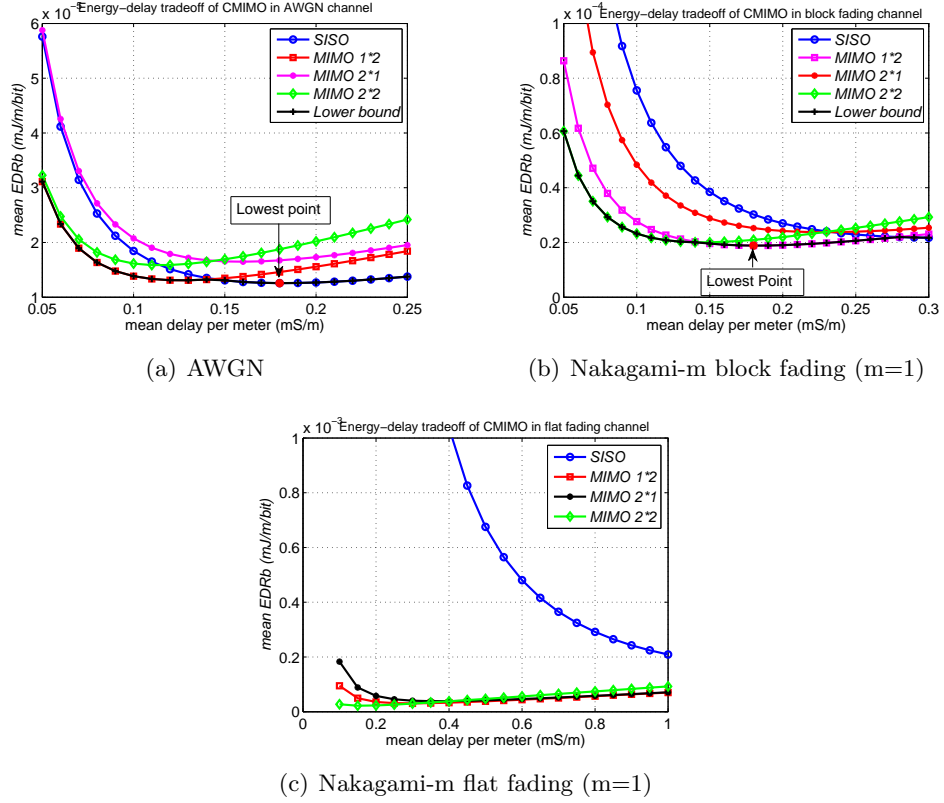 x 10⁻⁵ Energy−delay tradeoff of CMIMO in AWGN channel
6
5
4
3
2
1
mean EDRb (mJ/m/bit)
SISO
MIMO 1*2
MIMO 2*1
MIMO 2*2
Lower bound
Lowest point
0.05 0.1 0.15 0.2 0.25
mean delay per meter (mS/m)
(a) AWGN
x 10⁻⁴ Energy−delay tradeoff of CMIMO in block fading channel
1
0.8
0.6
0.4
0.2
0
mean EDRb (mJ/m/bit)
SISO
MIMO 1*2
MIMO 2*1
MIMO 2*2
Lower bound
Lowest Point
0.05 0.1 0.15 0.2 0.25 0.3
mean delay per meter (mS/m)
(b) Nakagami-m block fading (m=1)
x 10⁻³ Energy−delay tradeoff of CMIMO in flat fading channel
1
0.8
0.6
0.4
0.2
0
mean EDRb (mJ/m/bit)
SISO
MIMO 1*2
MIMO 2*1
MIMO 2*2
0 0.2 0.4 0.6 0.8 1
mean delay per meter (mS/m)
(c) Nakagami-m flat fading (m=1)